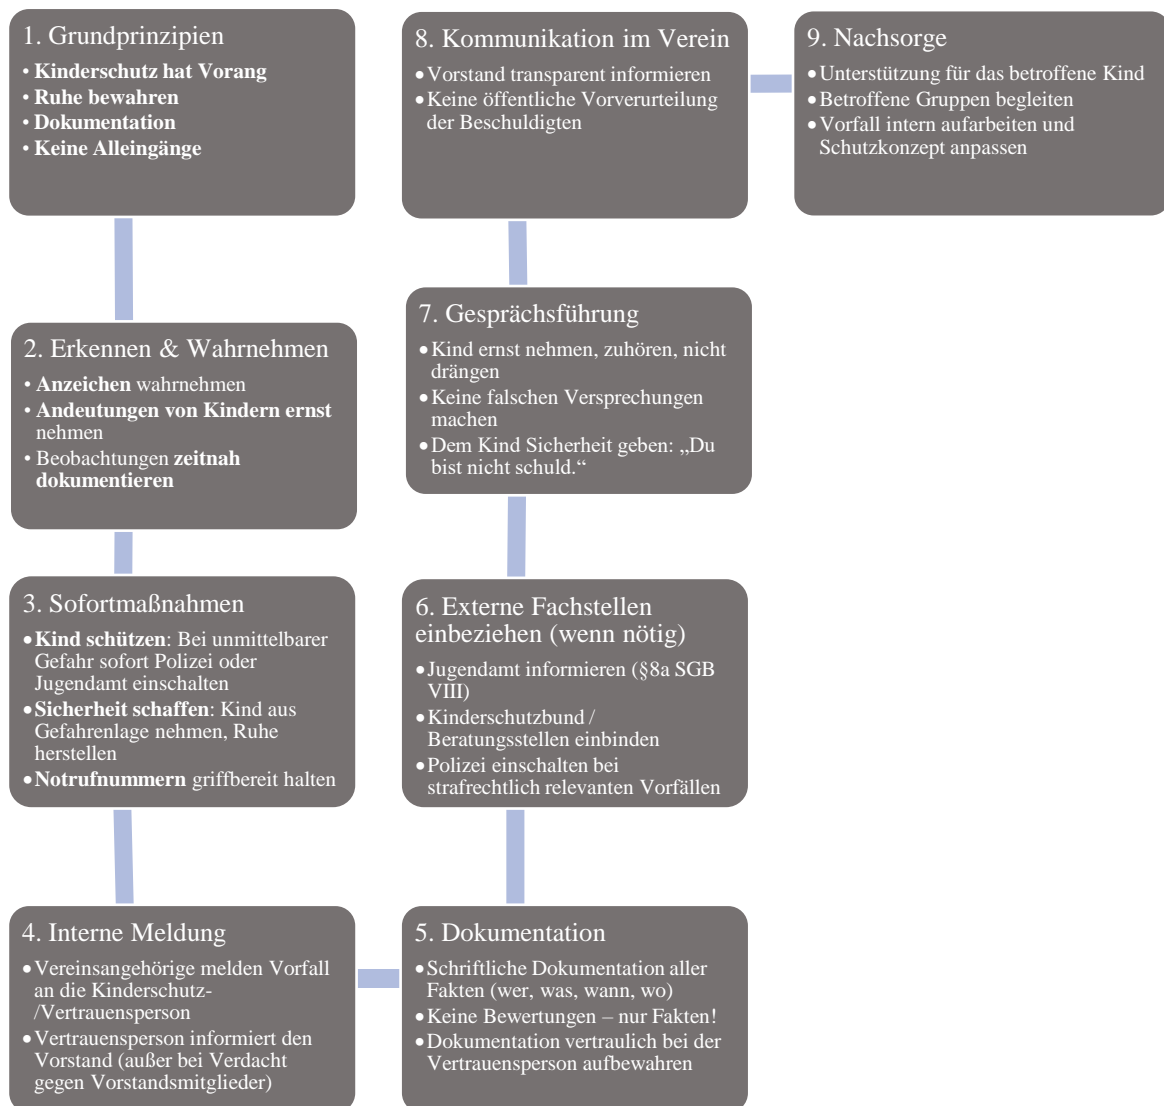 1. Grundprinzipien
• Kinderschutz hat Vorang
• Ruhe bewahren
• Dokumentation
• Keine Alleingänge
2. Erkennen & Wahrnehmen
• Anzeichen wahrnehmen
• Andeutungen von Kindern ernst
nehmen
• Beobachtungen zeitnah
dokumentieren
3. Sofortmaßnahmen
• Kind schützen: Bei unmittelbarer
Gefahr sofort Polizei oder
Jugendamt einschalten
• Sicherheit schaffen: Kind aus
Gefahrenlage nehmen, Ruhe
herstellen
• Notrufnummern griffbereit halten
4. Interne Meldung
• Vereinsangehörige melden Vorfall
an die Kinderschutz-
/Vertrauensperson
• Vertrauensperson informiert den
Vorstand (außer bei Verdacht
gegen Vorstandsmitglieder)
5. Dokumentation
• Schriftliche Dokumentation aller
Fakten (wer, was, wann, wo)
• Keine Bewertungen – nur Fakten!
• Dokumentation vertraulich bei der
Vertrauensperson aufbewahren
6. Externe Fachstellen
einbeziehen (wenn nötig)
• Jugendamt informieren (§8a SGB
VIII)
• Kinderschutzbund /
Beratungsstellen einbinden
• Polizei einschalten bei
strafrechtlich relevanten Vorfällen
7. Gesprächsführung
• Kind ernst nehmen, zuhören, nicht
drängen
• Keine falschen Versprechungen
machen
• Dem Kind Sicherheit geben: „Du
bist nicht schuld.“
8. Kommunikation im Verein
• Vorstand transparent informieren
• Keine öffentliche Vorverurteilung
der Beschuldigten
9. Nachsorge
• Unterstützung für das betroffene Kind
• Betroffene Gruppen begleiten
• Vorfall intern aufarbeiten und
Schutzkonzept anpassen